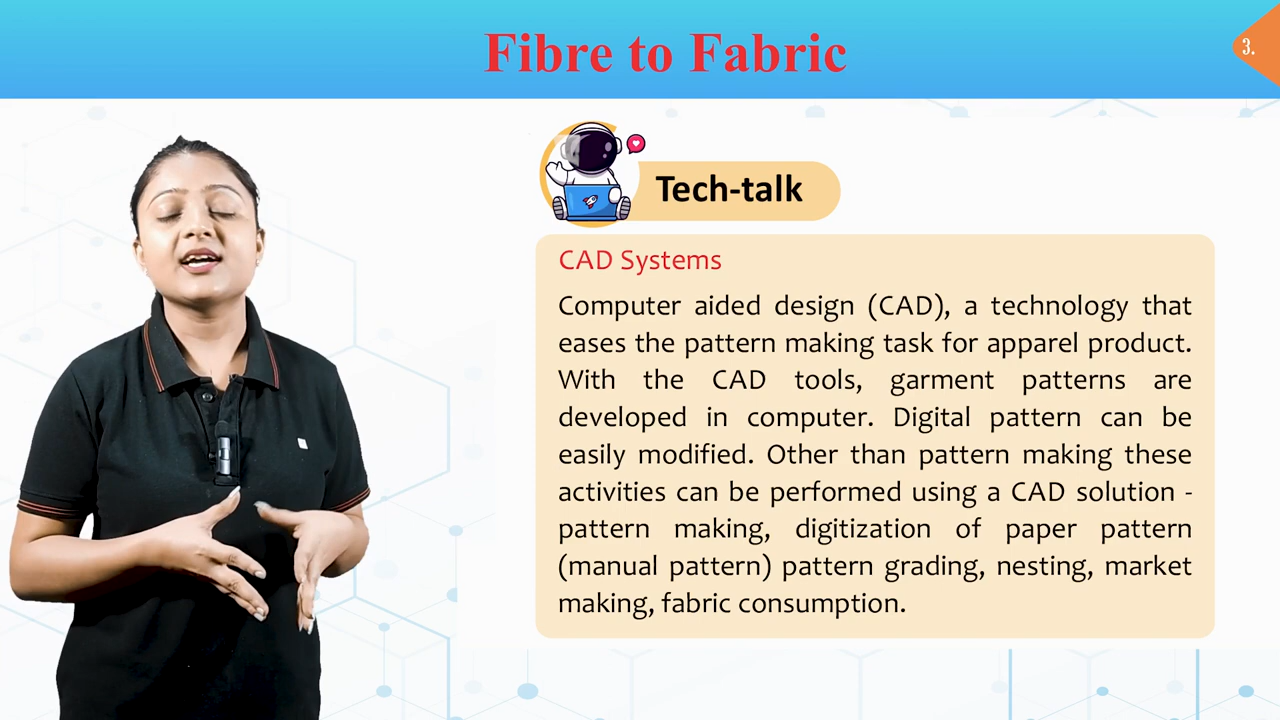 Fibre to Fabric
3.
Tech-talk
CAD Systems
Computer aided design (CAD), a technology that
eases the pattern making task for apparel product.
With the CAD tools, garment patterns are
developed in computer. Digital pattern can be
easily modified. Other than pattern making these
activities can be performed using a CAD solution -
pattern making, digitization of paper pattern
(manual pattern) pattern grading, nesting, market
making, fabric consumption.